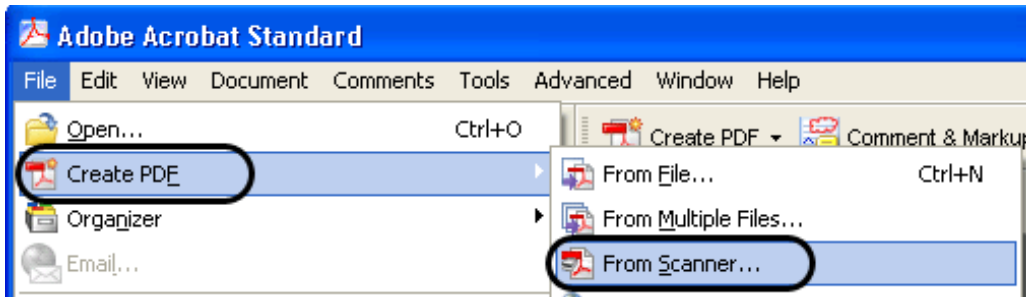 Adobe Acrobat Standard
File Edit View Document Comments Tools Advanced Window Help
Open... Ctrl+O
Create PDF Comment & Markup
Create PDF
From File... Ctrl+N
Organizer
From Multiple Files...
Email...
From Scanner...